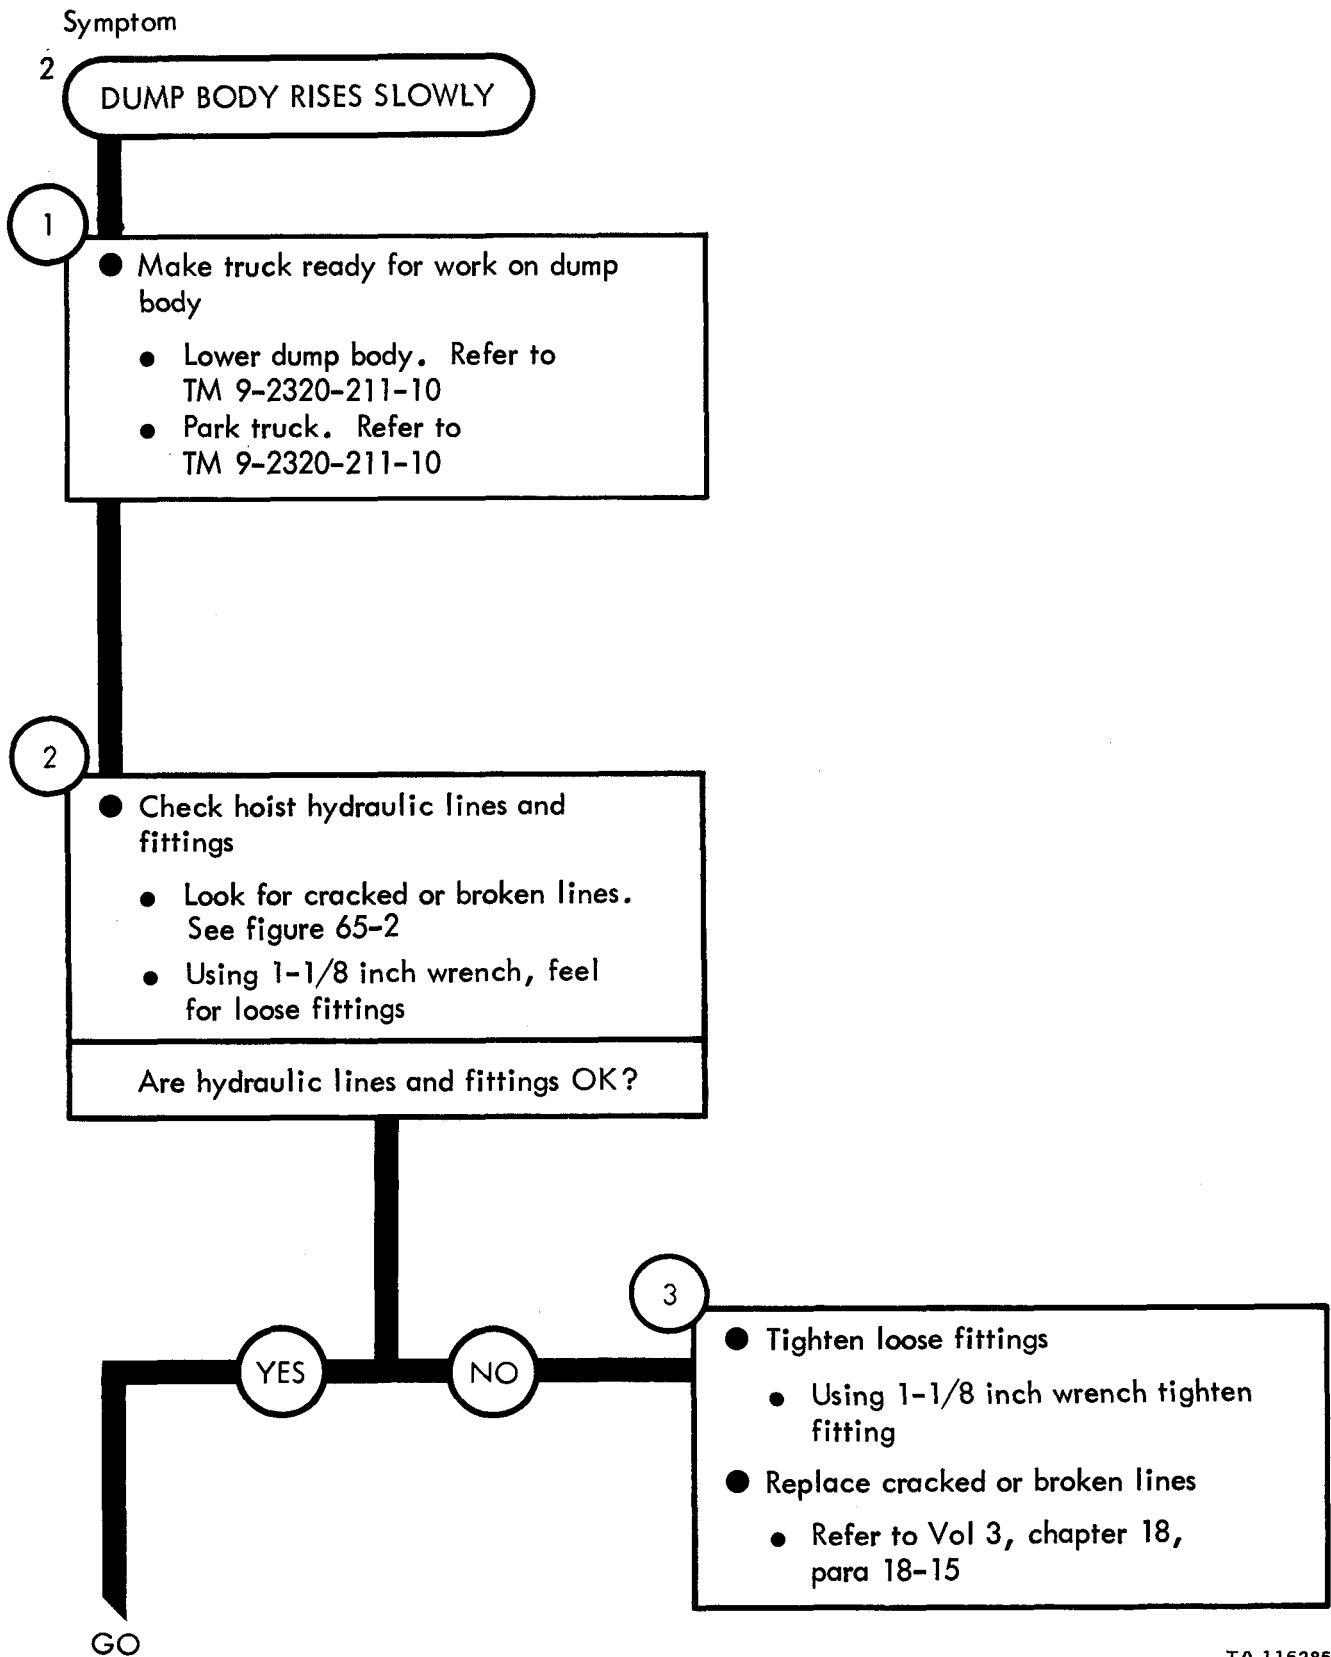 Symptom
2
DUMP BODY RISES SLOWLY
1
● Make truck ready for work on dump
body
● Lower dump body. Refer to
TM 9-2320-211-10
● Park truck. Refer to
TM 9-2320-211-10
2
● Check hoist hydraulic lines and
fittings
● Look for cracked or broken lines.
See figure 65-2
● Using 1-1/8 inch wrench, feel
for loose fittings
Are hydraulic lines and fittings OK?
YES
NO
3
● Tighten loose fittings
● Using 1-1/8 inch wrench tighten
fitting
● Replace cracked or broken lines
● Refer to Vol 3, chapter 18,
para 18-15
GO